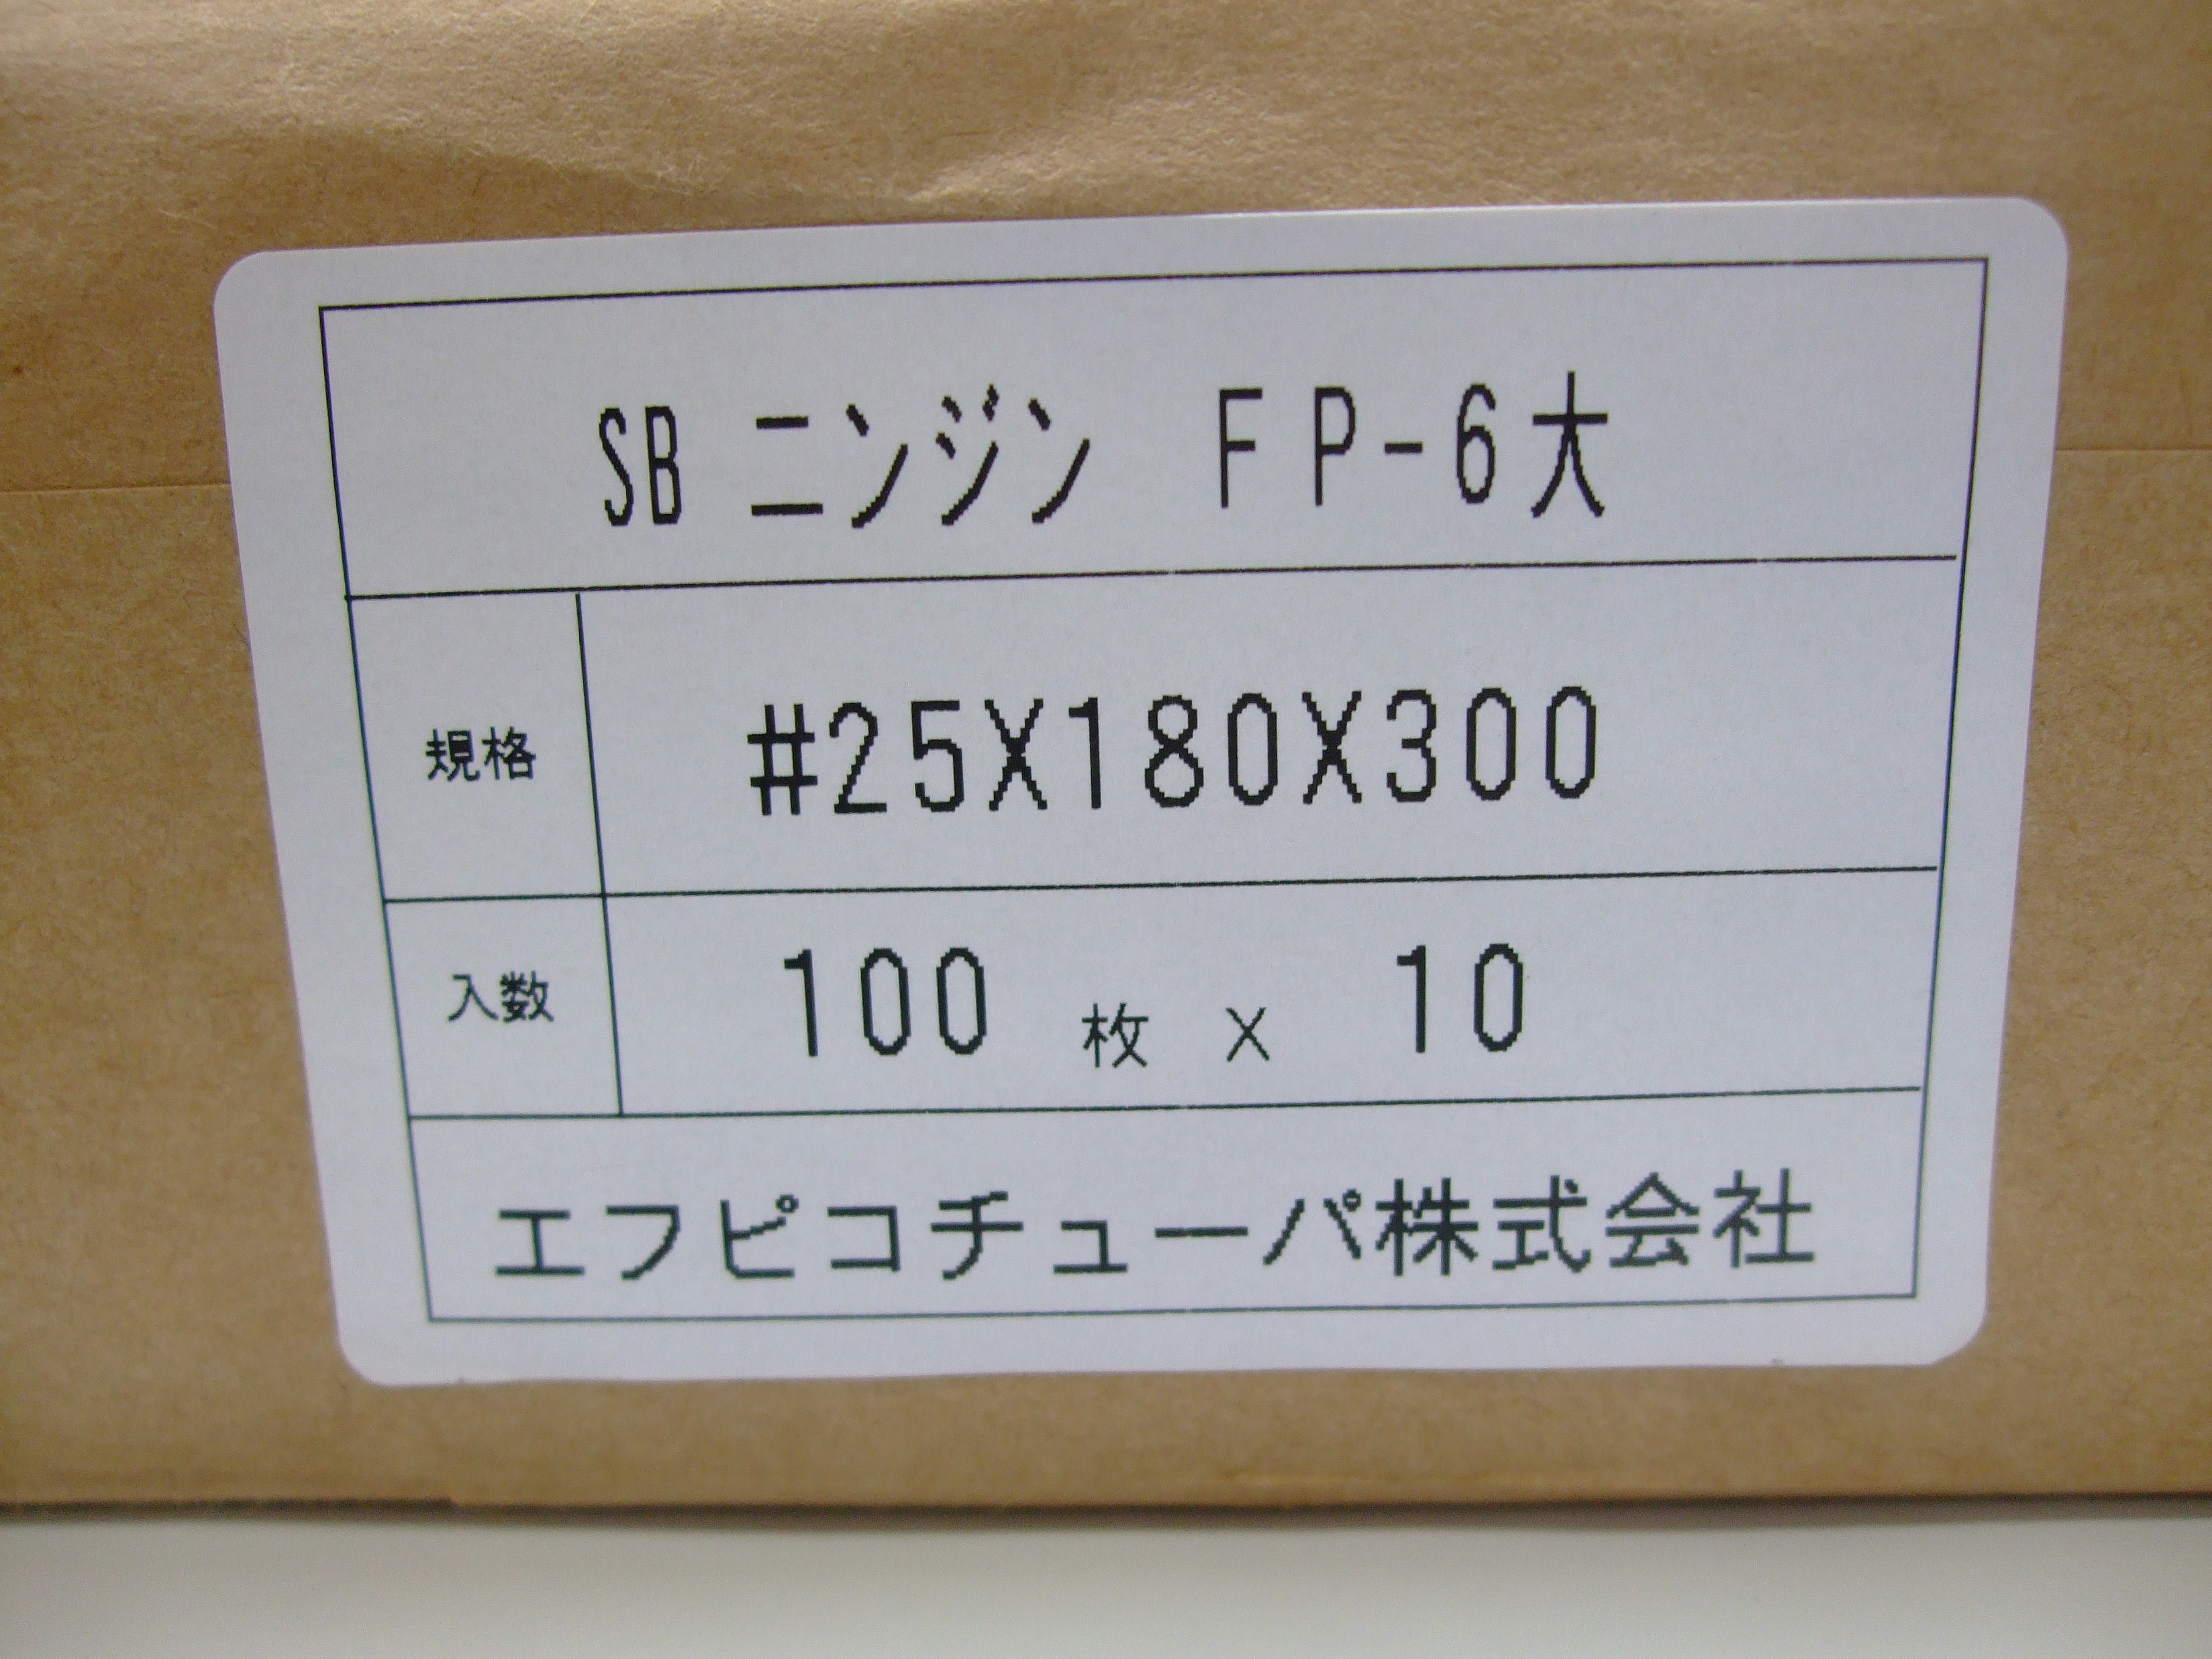 SB ニンジン　ＦＰ-6大
規格 #25X180X300
入数 100 枚 x 10
エフピコチューパ株式会社